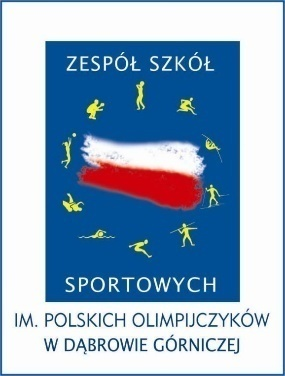 ZESPÓŁ SZKÓŁ
SPORTOWYCH
IM. POLSKICH OLIMPIJCZYKÓW
W DĄBROWIE GÓRNICZEJ